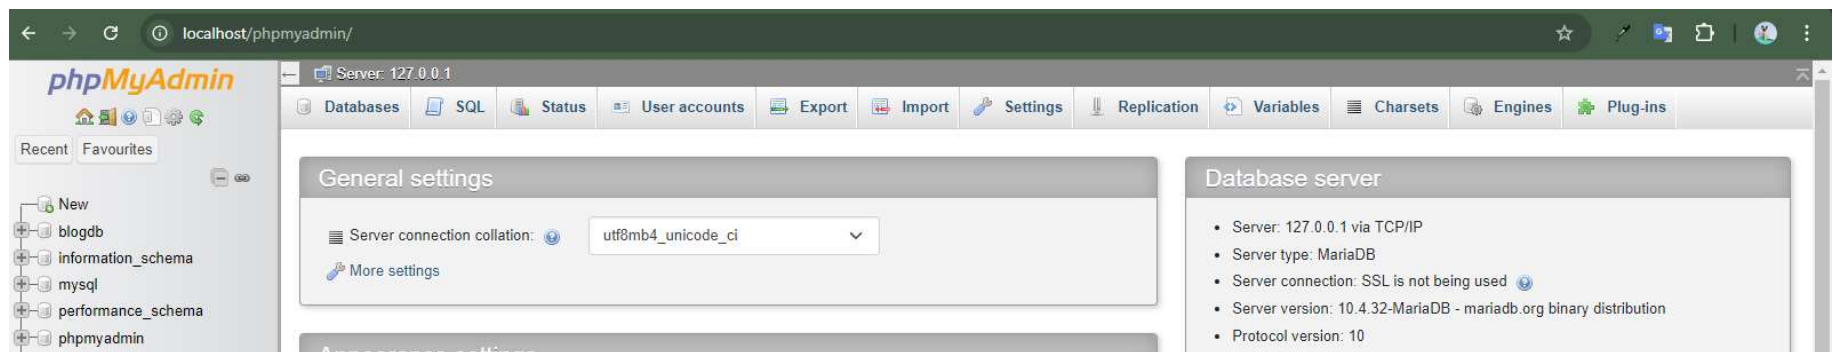 localhost/phpmyadmin/
phpMyAdmin
Recent Favourites
New
blogdb
information_schema
mysql
performance_schema
phpmyadmin
Server: 127.0.0.1
Databases SQL Status User accounts Export Import Settings Replication Variables Charsets Engines Plug-ins
General settings
Server connection collation: utf8mb4_unicode_ci
More settings
Appearance settings
Database server
Server: 127.0.0.1 via TCP/IP
Server type: MariaDB
Server connection: SSL is not being used
Server version: 10.4.32-MariaDB - mariadb.org binary distribution
Protocol version: 10